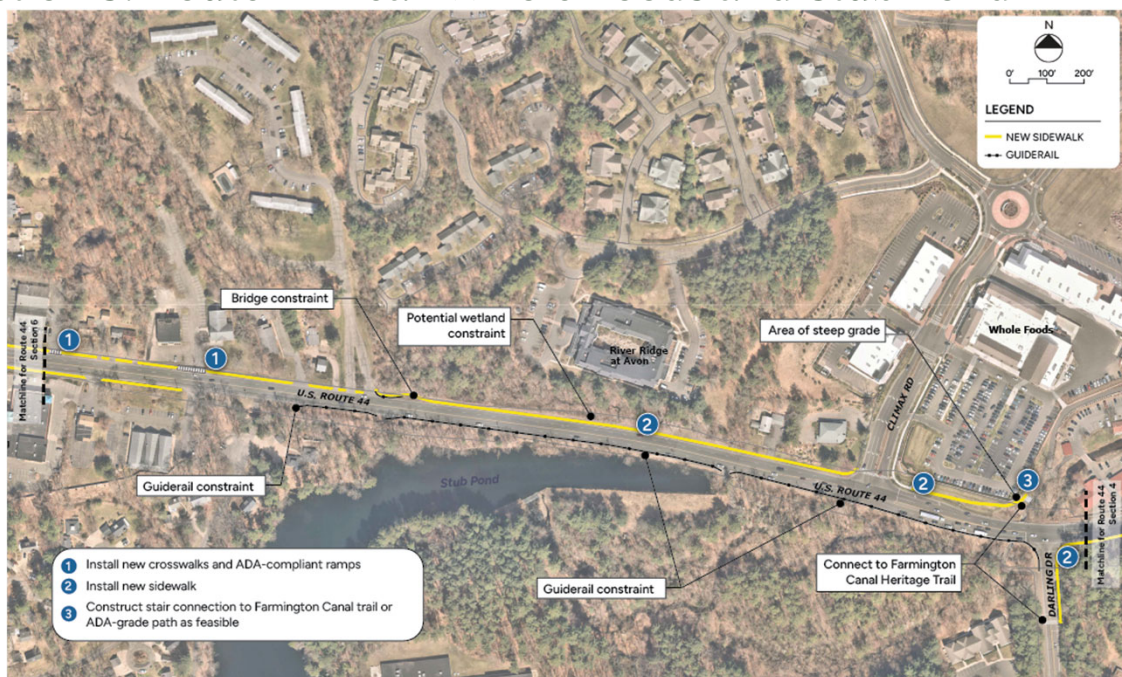 N
0' 100' 200'
LEGEND
NEW SIDEWALK
GUIDERAIL
Bridge constraint
Potential wetland
constraint
Area of steep grade
Whole Foods
River Ridge
at Avon
CLIMAX RD
Matchline for Route 44
Section 6
1
1
U.S. ROUTE 44
2
2
3
Guiderail constraint
Stub Pond
U.S. ROUTE 44
Matchline for Route 44
Section 4
2
Guiderail constraint
Connect to Farmington
Canal Heritage Trail
DARLING DR
1 Install new crosswalks and ADA-compliant ramps
2 Install new sidewalk
3 Construct stair connection to Farmington Canal trail or
ADA-grade path as feasible